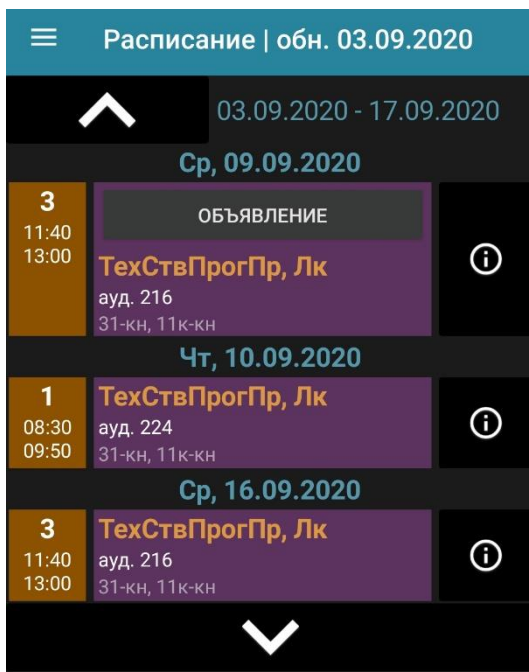 Расписание | обн. 03.09.2020
03.09.2020 - 17.09.2020
Ср, 09.09.2020
3
11:40
13:00
ОБЪЯВЛЕНИЕ
ТехСтвПрогПр, Лк
ауд. 216
31-кн, 11к-кн
Чт, 10.09.2020
1
08:30
09:50
ТехСтвПрогПр, Лк
ауд. 224
31-кн, 11к-кн
Ср, 16.09.2020
3
11:40
13:00
ТехСтвПрогПр, Лк
ауд. 216
31-кн, 11к-кн